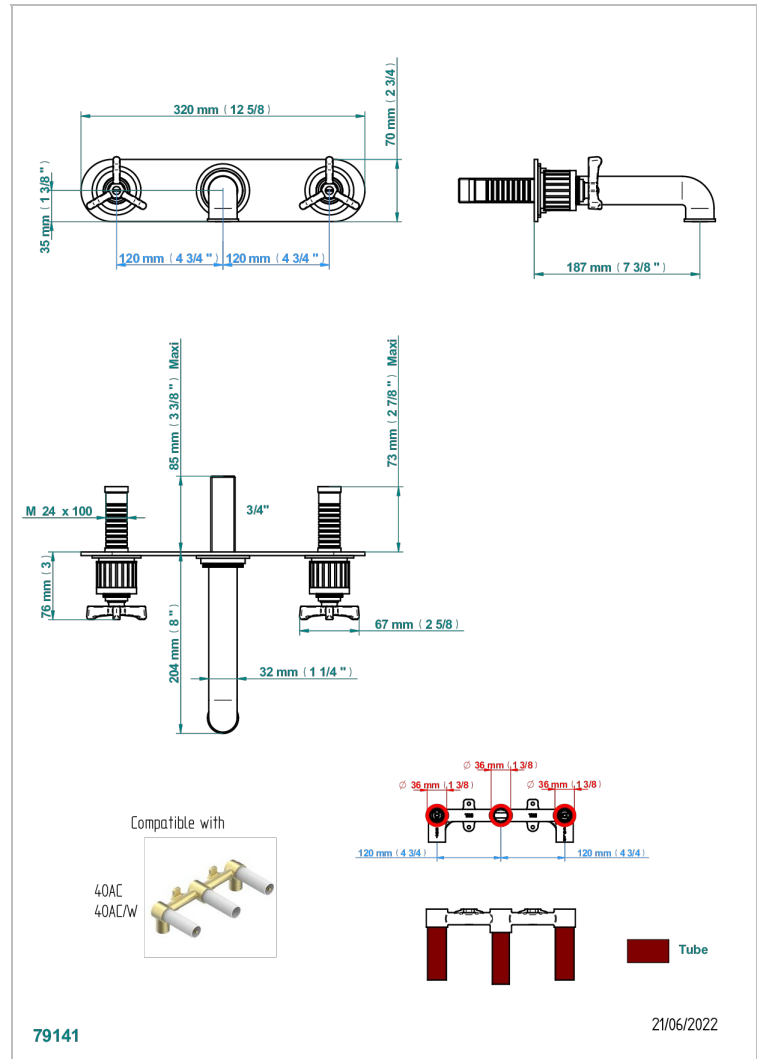 320 mm ( 12 5/8 )
70 mm ( 2 3/4)
35 mm ( 1 3/8 ")
120 mm ( 4 3/4 ")
120 mm ( 4 3/4 ")
187 mm ( 7 3/8 ")
85 mm ( 3 3/8 ") Maxi
73 mm ( 2 7/8 ") Maxi
M 24 x 100
3/4"
76 mm ( 3 )
204 mm ( 8 ")
67 mm ( 2 5/8)
32 mm ( 1 1/4 ")
Ø 36 mm ( 1 3/8)
Ø 36 mm ( 1 3/8)
Ø 36 mm ( 1 3/8)
120 mm ( 4 3/4)
120 mm ( 4 3/4)
Compatible with
40AC
40AC/W
Tube
79141
21/06/2022